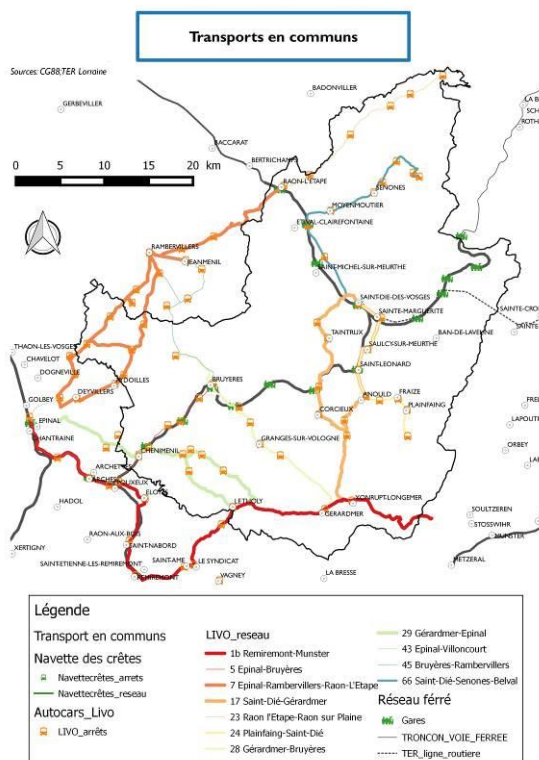 Transports en communs
Sources: CG88;TER Lorraine
BADONVILLER
GERBEVILLER
BACCARAT
BERTRICHAMPS
0 5 10 15 20 km
RAON-L'ETAPE
SENONES
MOYENMOUTIER
ETIVAL-CLAIREFONTAINE
RAMBERVILLERS
JEANMENIL
SAINT-MICHEL-SUR-MEURTHE
SAINT-DIE-DES-VOSGES
SAINTE-MARGUERITE
SAINTE-CROI
TAINTRUX
BAN-DE-LAVELINE
THAON-LES-VOSGES
SAULCY-SUR-MEURTHE
CHAVELOT
DOGNEVILLE
SAINT-LEONARD
BRUYERES
AYDOILLES
DEYVILLERS
ANOULD
FRAIZE
GOLBEY
CORCIEUX
PLAINFAING
EPINAL
CHANTRAINE
GRANGES-SUR-VOLOGNE
ORBEY
CHENIMENIL
ARCHETTES
ARCHES
POUXEUX
ELOYES
HADOL
LE THOLY
XONRUPT-LONGEMER
GERARDMER
SOULTZEREN
STOSSWIHR
MUNSTER
RAON-AUX-BOIS
SAINT-NABORD
XERTIGNY
METZERAL
SAINT-ETIENNE-LES-REMIREMONT
SAINT-AME
LE SYNDICAT
REMIREMONT
VAGNEY
LA BRESSE
Légende
Transport en communs
Navette des crêtes
Navettecrêtes_arrets
Navettecrêtes_reseau
Autocars_Livo
LIVO_arrêts
LIVO_reseau
1b Remiremont-Munster
5 Epinal-Bruyères
7 Epinal-Rambervillers-Raon-L'Etape
17 Saint-Dié-Gérardmer
23 Raon l'Etape-Raon sur Plaine
24 Plainfaing-Saint-Dié
28 Gérardmer-Bruyères
29 Gérardmer-Epinal
43 Epinal-Villoncourt
45 Bruyères-Rambervillers
66 Saint-Dié-Senones-Belval
Réseau férré
Gares
TRONCON_VOIE_FERREE
TER_ligne_routiere